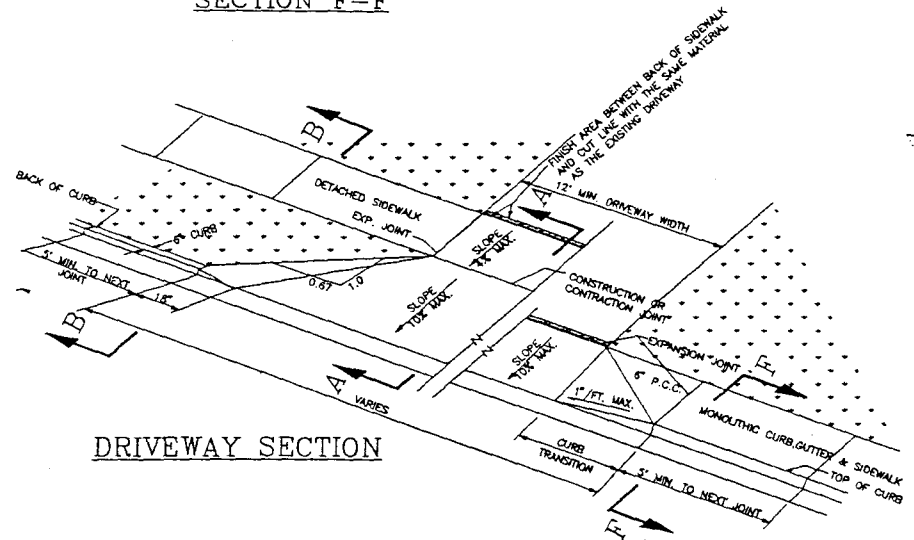 SECTION F-F
FINISH AREA BETWEEN BACK OF SIDEWALK
AND CUT LINE WITH THE SAME MATERIAL
AS THE EXISTING DRIVEWAY
B
12' MIN. DRIVEWAY WIDTH
A
DETACHED SIDEWALK
EXP. JOINT
BACK OF CURB
6" CURB
SLOPE
MAX.
0.67
1.0
5' MIN. TO NEXT
JOINT
18"
SLOPE
10% MAX.
CONSTRUCTION OR
CONTRACTION JOINT
B
EXPANSION JOINT
SLOPE
10% MAX.
6" P.C.C.
F
1"/FT. MAX.
A
VARIES
MONOLITHIC CURB, GUTTER & SIDEWALK
TOP OF CURB
DRIVEWAY SECTION
CURB
TRANSITION
5' MIN. TO NEXT JOINT
F